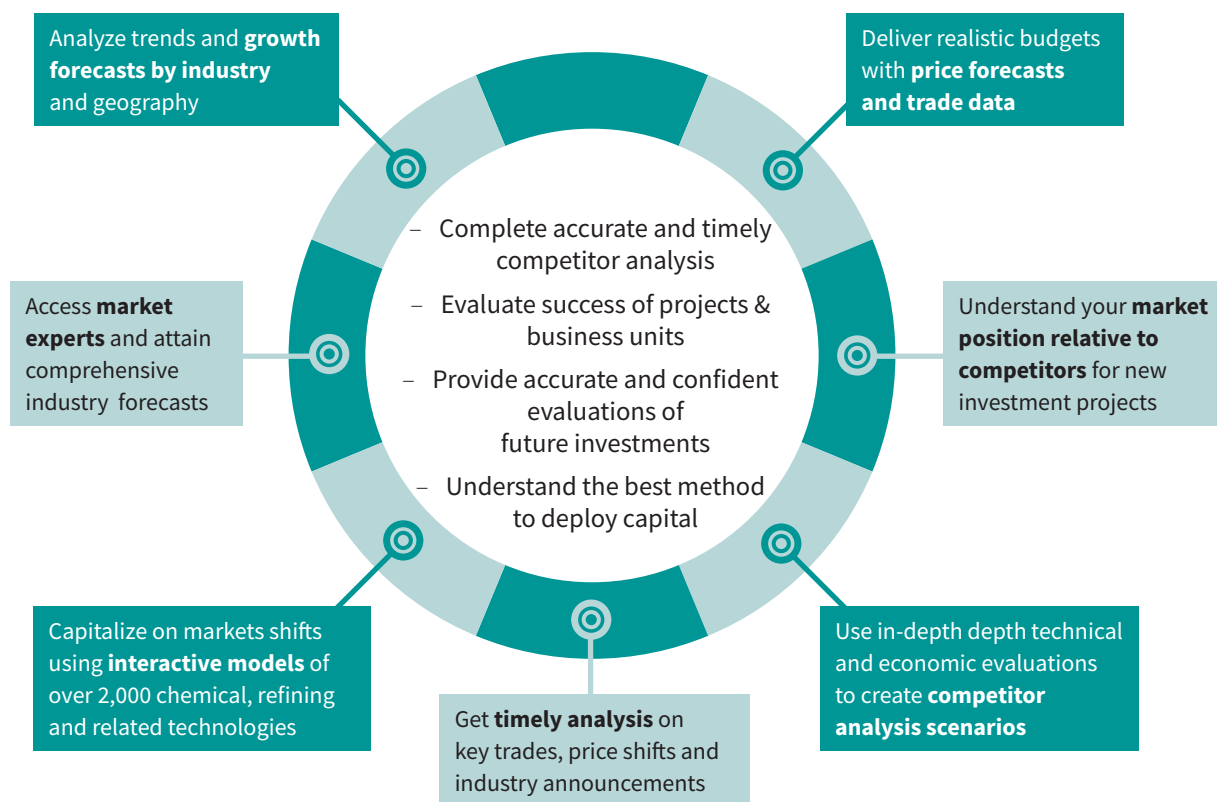 Analyze trends and growth
forecasts by industry
and geography
Deliver realistic budgets
with price forecasts
and trade data
– Complete accurate and timely
competitor analysis
– Evaluate success of projects &
business units
– Provide accurate and confident
evaluations of
future investments
– Understand the best method
to deploy capital
Access market
experts and attain
comprehensive
industry forecasts
Understand your market
position relative to
competitors for new
investment projects
Capitalize on markets shifts
using interactive models of
over 2,000 chemical, refining
and related technologies
Get timely analysis on
key trades, price shifts and
industry announcements
Use in-depth depth technical
and economic evaluations
to create competitor
analysis scenarios